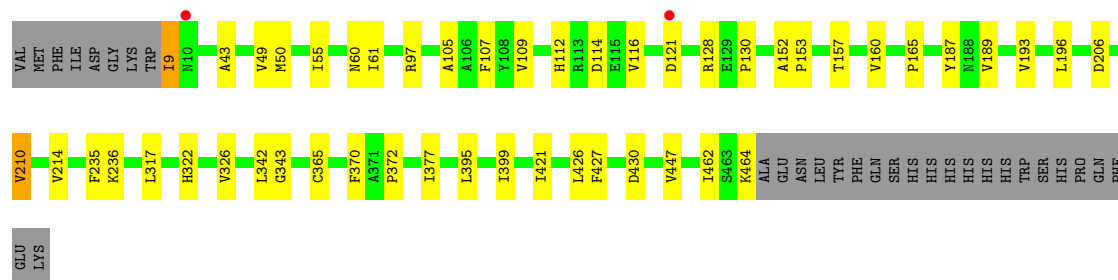 VAL MET PHE ILE ASP GLY LYS TRP I9 N10 A43 V49 M50 I55 N60 I61 R97 A105 A106 F107 Y108 V109 H112 R113 D114 E115 V116 D121 R128 E129 P130 A152 P153 T157 V160 P165 Y187 N188 V189 V193 L196 D206
V210 V214 F235 K236 L317 H322 V326 L342 G343 C365 F370 A371 P372 I377 L395 I399 I421 L426 F427 D430 V447 I462 S463 K464 ALA GLU ASN LEU TYR PHE GLN SER HIS HIS HIS HIS HIS HIS TRP SER HIS PRO GLN PHE
GLU LYS